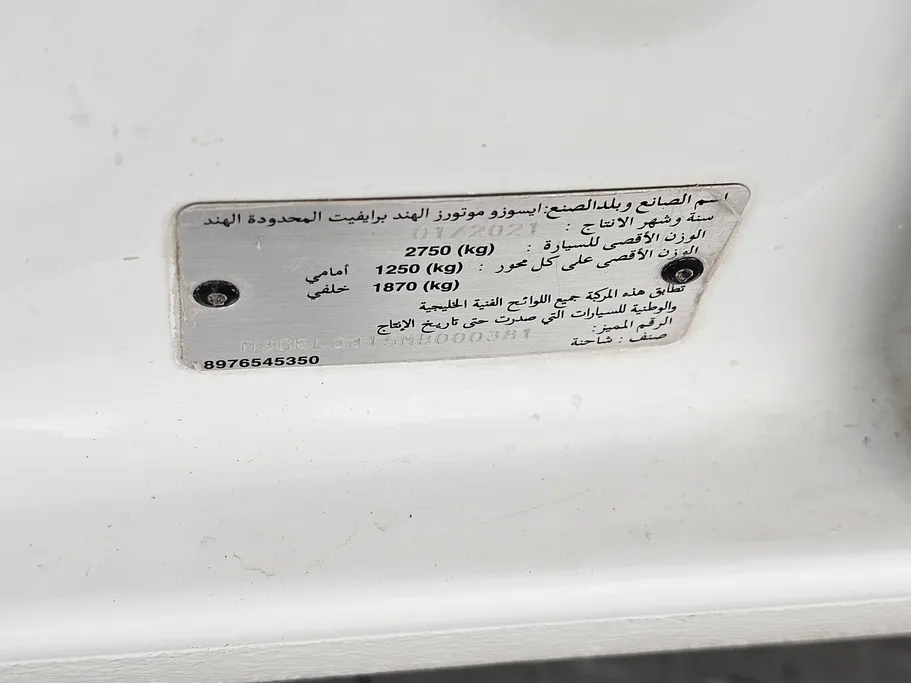 اسم الصانع وبلدالصنع: ايسوزو موتورز الهند برايفيت المحدودة الهند
سنة وشهر الانتاج : 01/2021
الوزن الأقصى للسيارة : 2750 (kg)
الوزن الأقصى على كل محور : 1250 (kg) أمامي
1870 (kg) خلفي
تطابق هذه المركبة جميع اللوائح الفنية الخليجية
والوطنية للسيارات التي صدرت حتى تاريخ الإنتاج
الرقم المميز:
صنف : شاحنة
8976545350